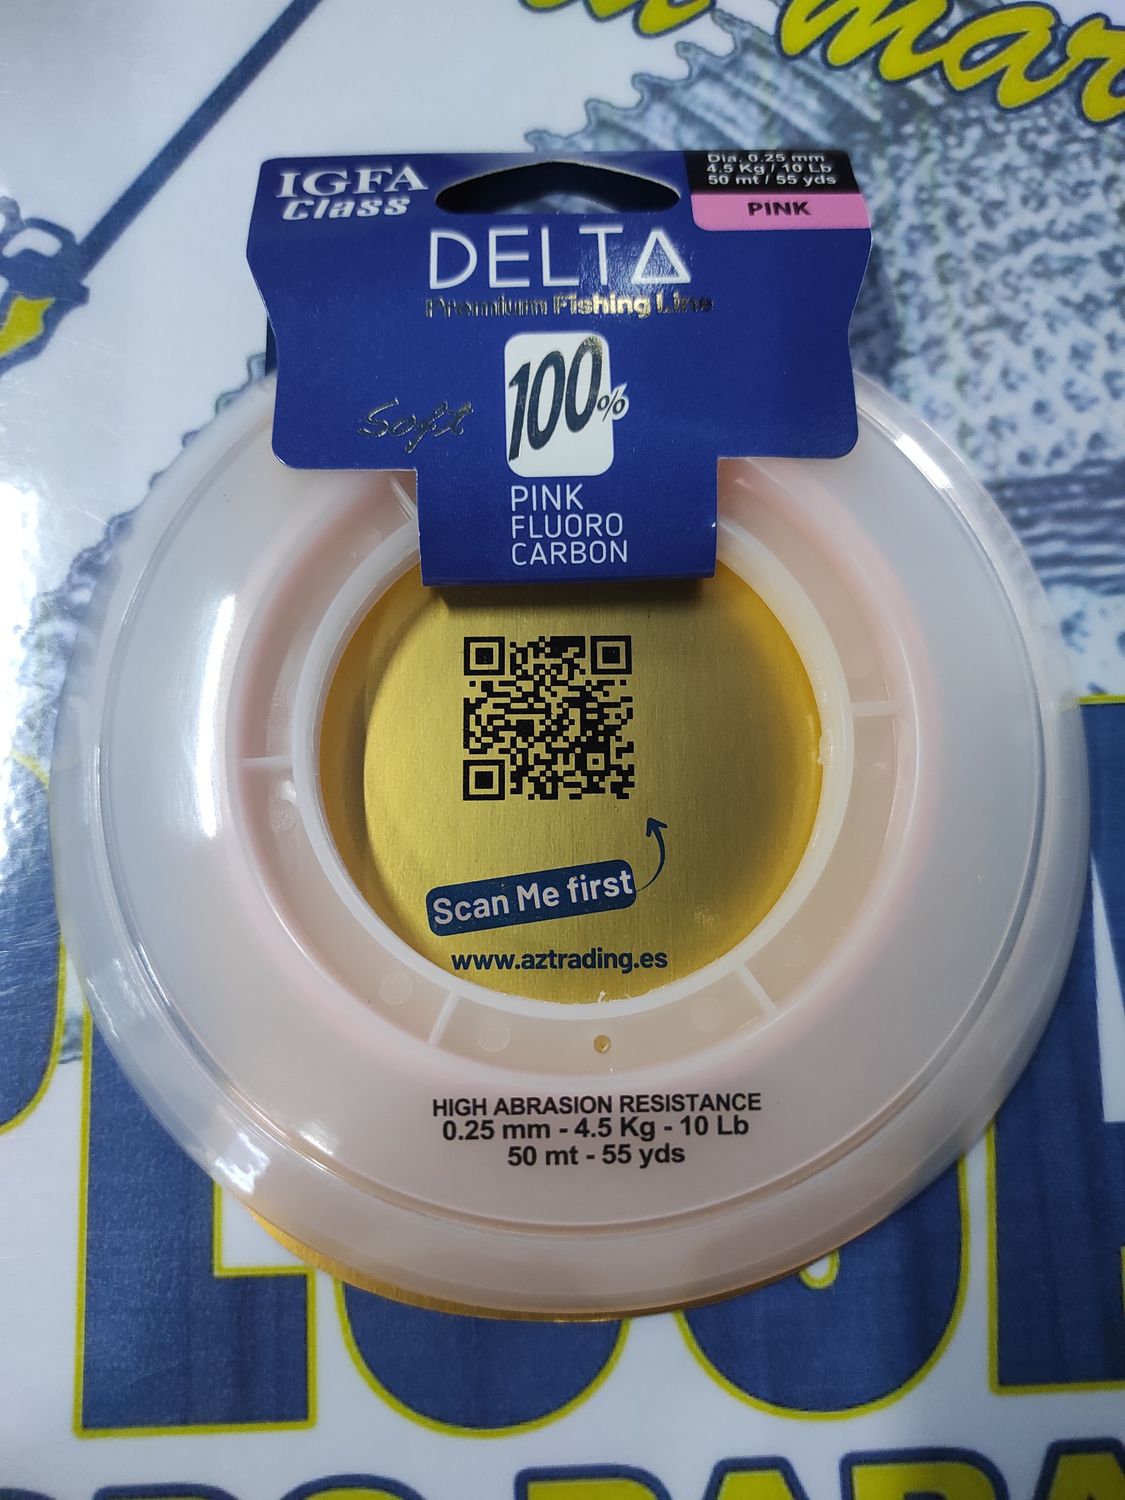 mar
IGFA
Class
Dia. 0.25 mm
4.5 Kg / 10 Lb
50 mt / 55 yds
PINK
DELTA
Premium Fishing Line
Soft
100%
PINK
FLUORO
CARBON
Scan Me first
www.aztrading.es
HIGH ABRASION RESISTANCE
0.25 mm - 4.5 Kg - 10 Lb
50 mt - 55 yds